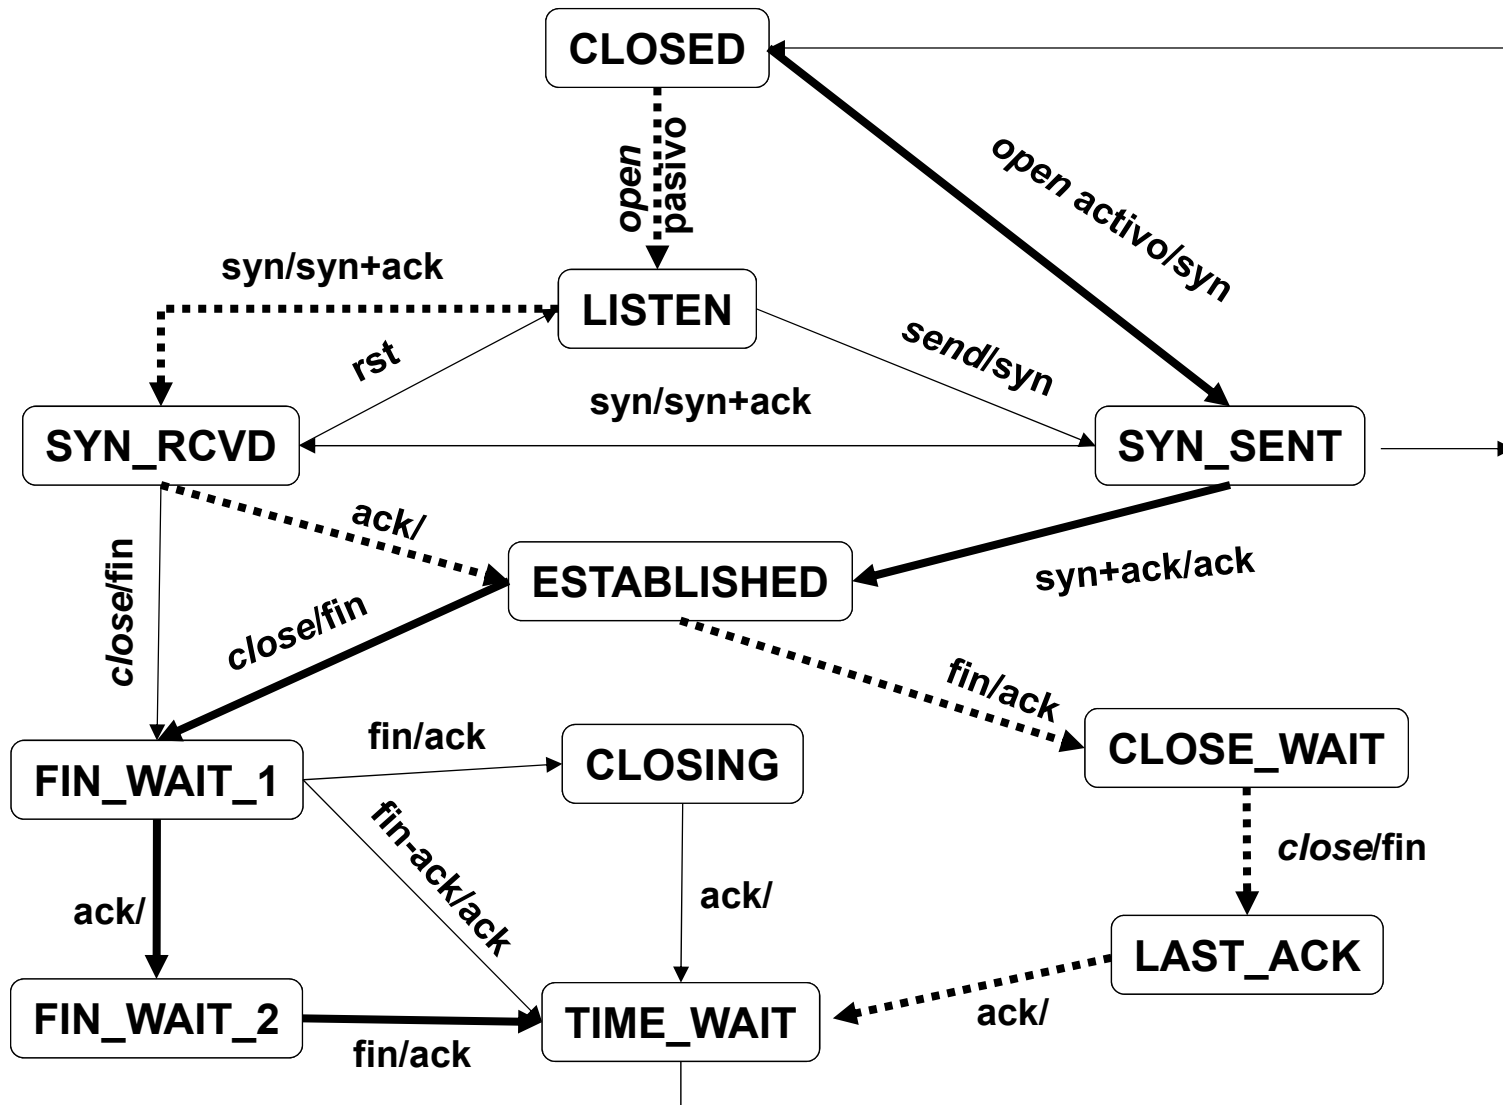 CLOSED
open
pasivo
open activo/syn
syn/syn+ack
LISTEN
rst
send/syn
syn/syn+ack
SYN_RCVD
SYN_SENT
ack/
close/fin
ESTABLISHED
syn+ack/ack
close/fin
fin/ack
fin/ack
CLOSING
CLOSE_WAIT
FIN_WAIT_1
fin-ack/ack
close/fin
ack/
ack/
LAST_ACK
FIN_WAIT_2
TIME_WAIT
ack/
fin/ack